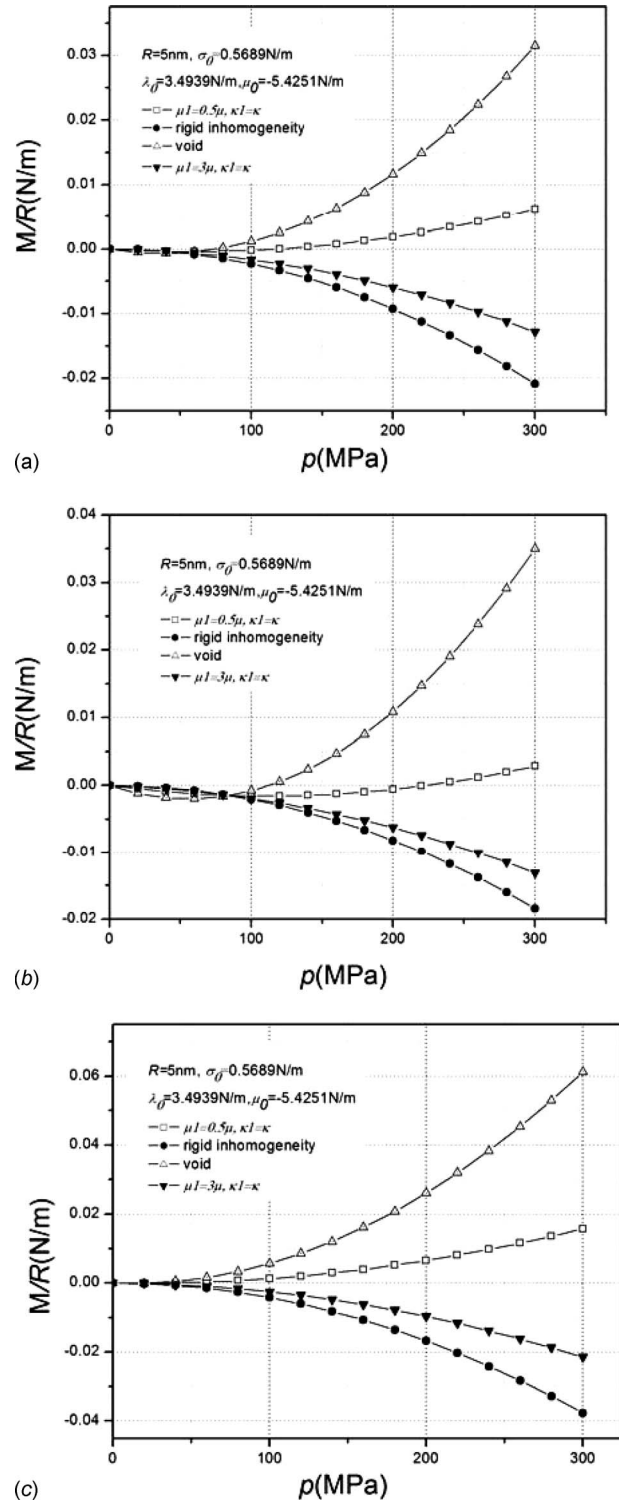 0.03
0.02
0.01
0.00
-0.01
-0.02
M/R(N/m)
R=5nm, σ0=0.5689N/m
λ0=3.4939N/m,μ0=-5.4251N/m
μ1=0.5μ, κ1=κ
rigid inhomogeneity
void
μ1=3μ, κ1=κ
0 100 200 300
p(MPa)
(a)
0.04
0.03
0.02
0.01
0.00
-0.01
-0.02
M/R(N/m)
R=5nm, σ0=0.5689N/m
λ0=3.4939N/m,μ0=-5.4251N/m
μ1=0.5μ, κ1=κ
rigid inhomogeneity
void
μ1=3μ, κ1=κ
0 100 200 300
p(MPa)
(b)
0.06
0.04
0.02
0.00
-0.02
-0.04
M/R(N/m)
R=5nm, σ0=0.5689N/m
λ0=3.4939N/m,μ0=-5.4251N/m
μ1=0.5μ, κ1=κ
rigid inhomogeneity
void
μ1=3μ, κ1=κ
0 100 200 300
p(MPa)
(c)